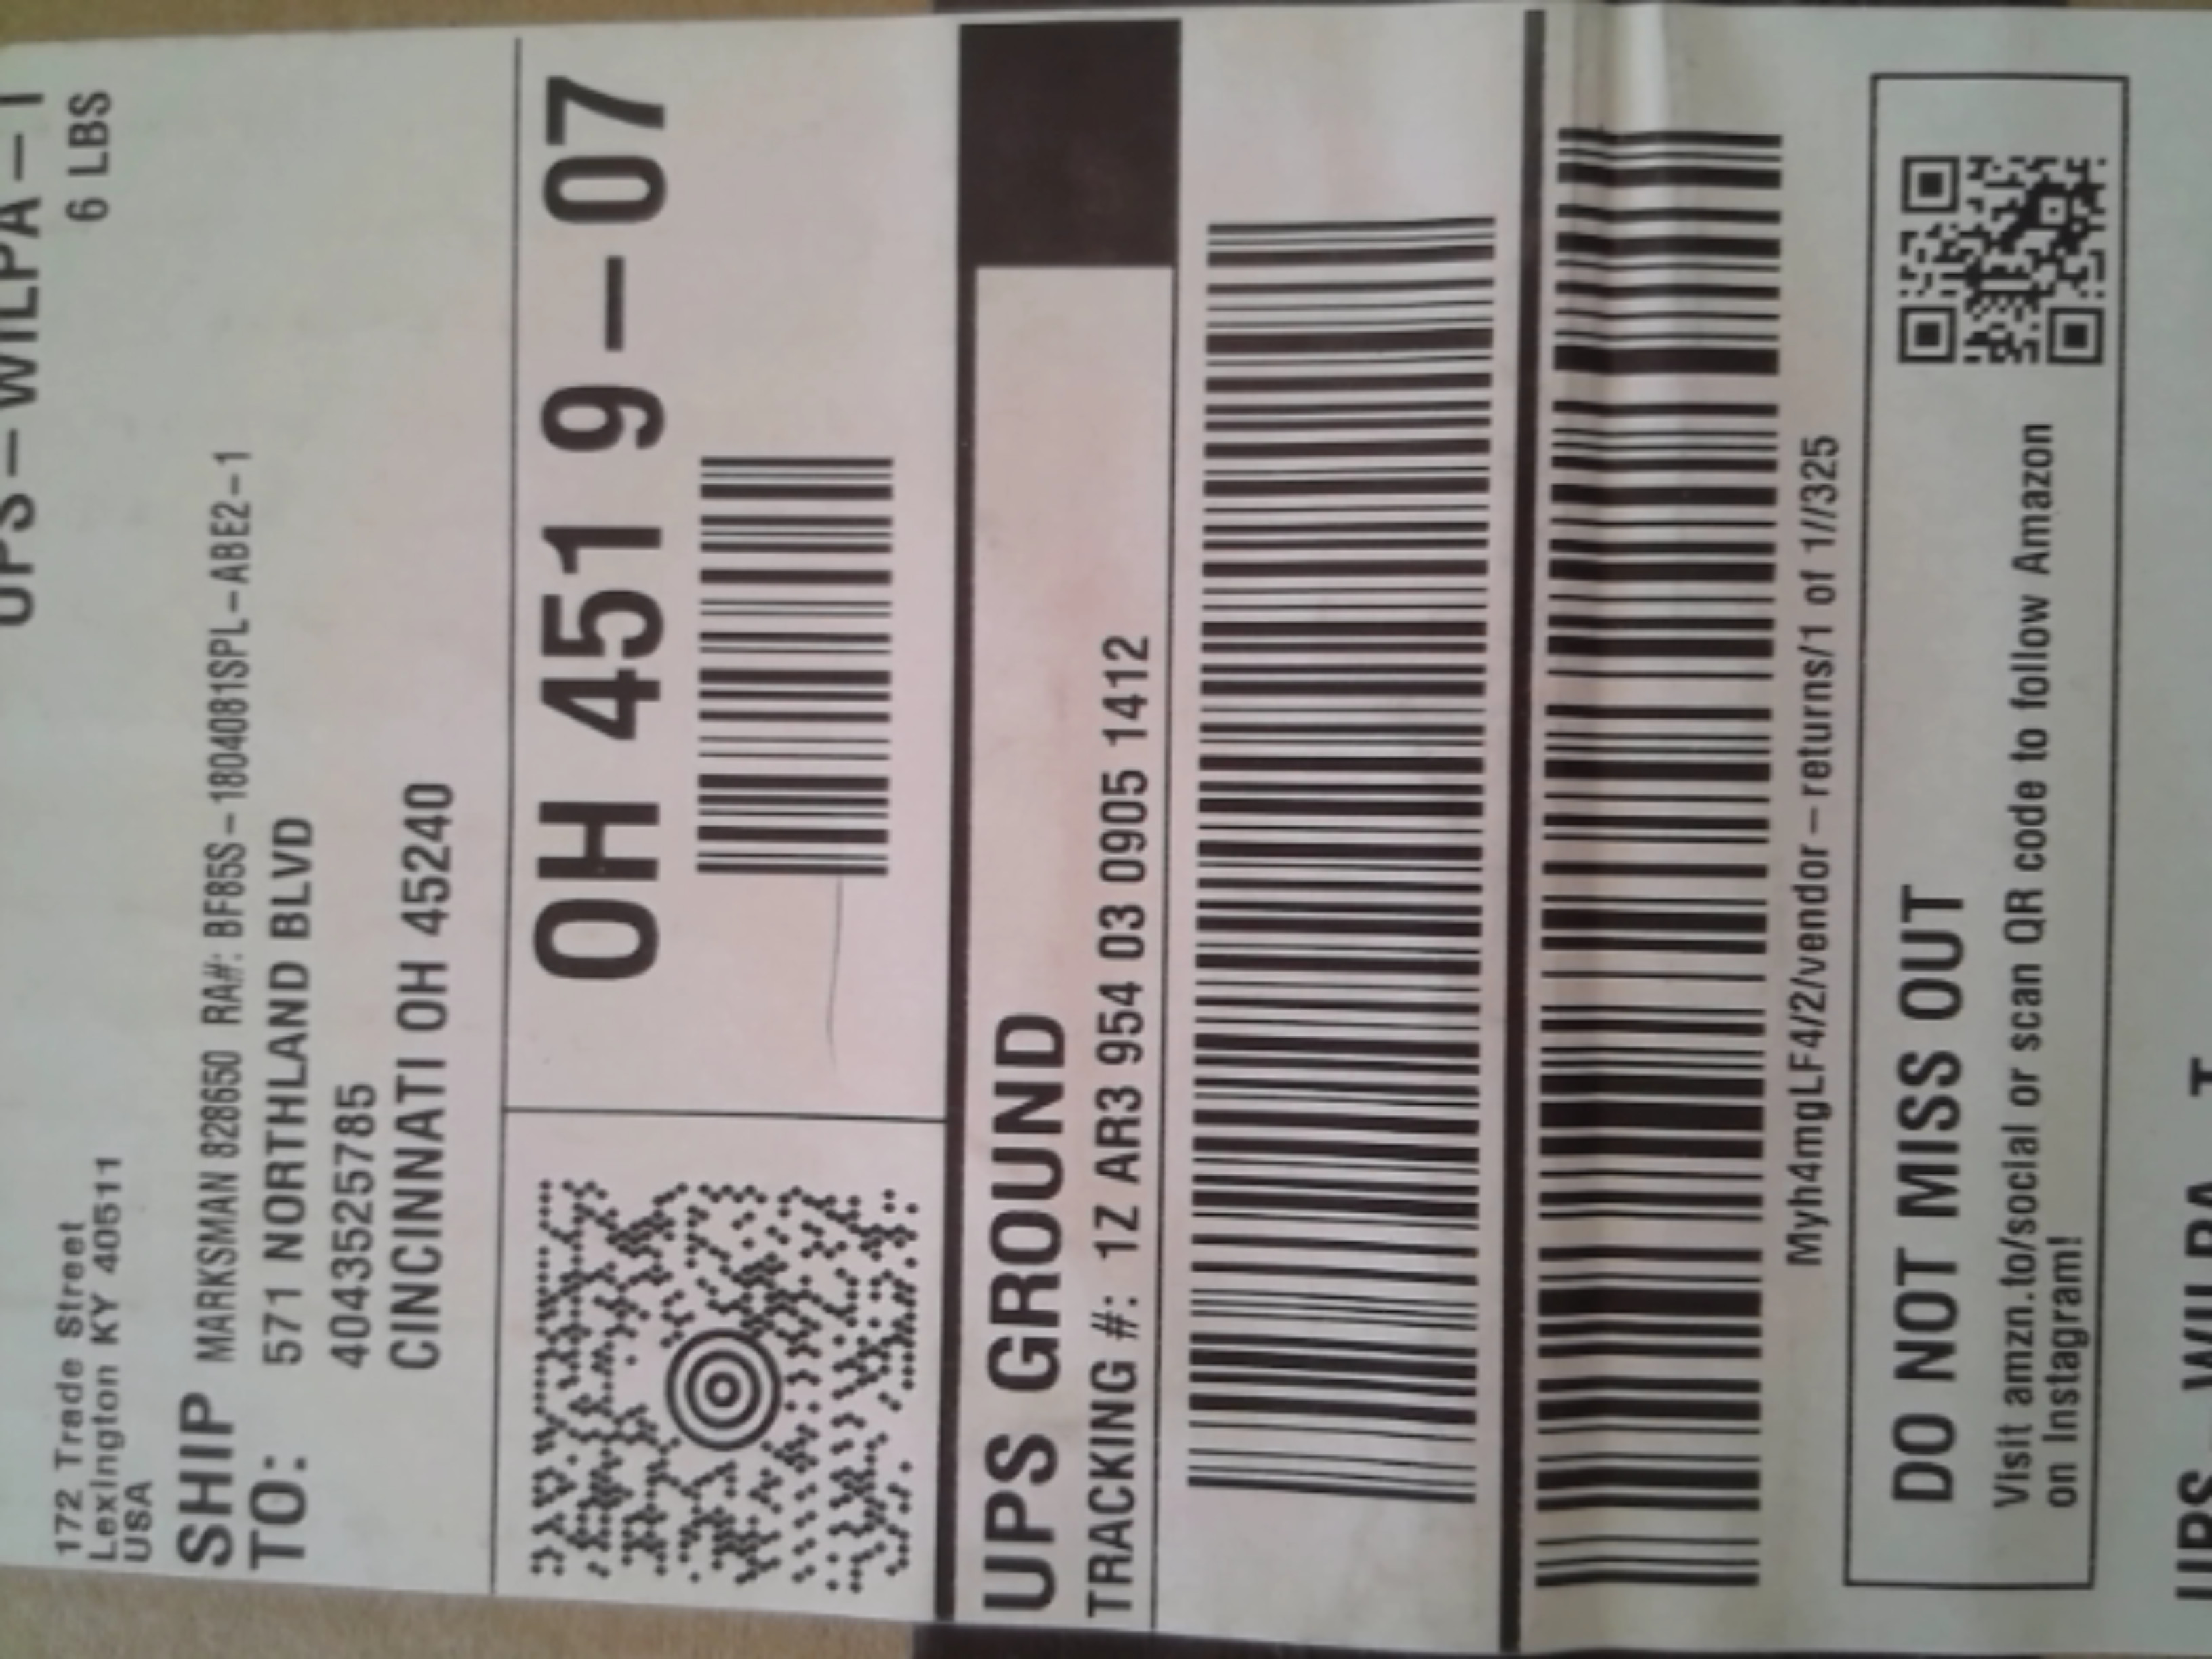 UPS-WILPA-T
6 LBS
172 Trade Street
Lexington KY 40511
USA
SHIP
TO:
MARKSMAN 828650 RA#: BF85S-1804081SPL-ABE2-1
571 NORTHLAND BLVD
4043525785
CINCINNATI OH 45240
OH 451 9-07
UPS GROUND
TRACKING #: 1Z AR3 954 03 0905 1412
Myh4mgLF4/2/vendor-returns/1 of 1//325
DO NOT MISS OUT
Visit amzn.to/social or scan QR code to follow Amazon
on Instagram!
UPS-WILPA-T